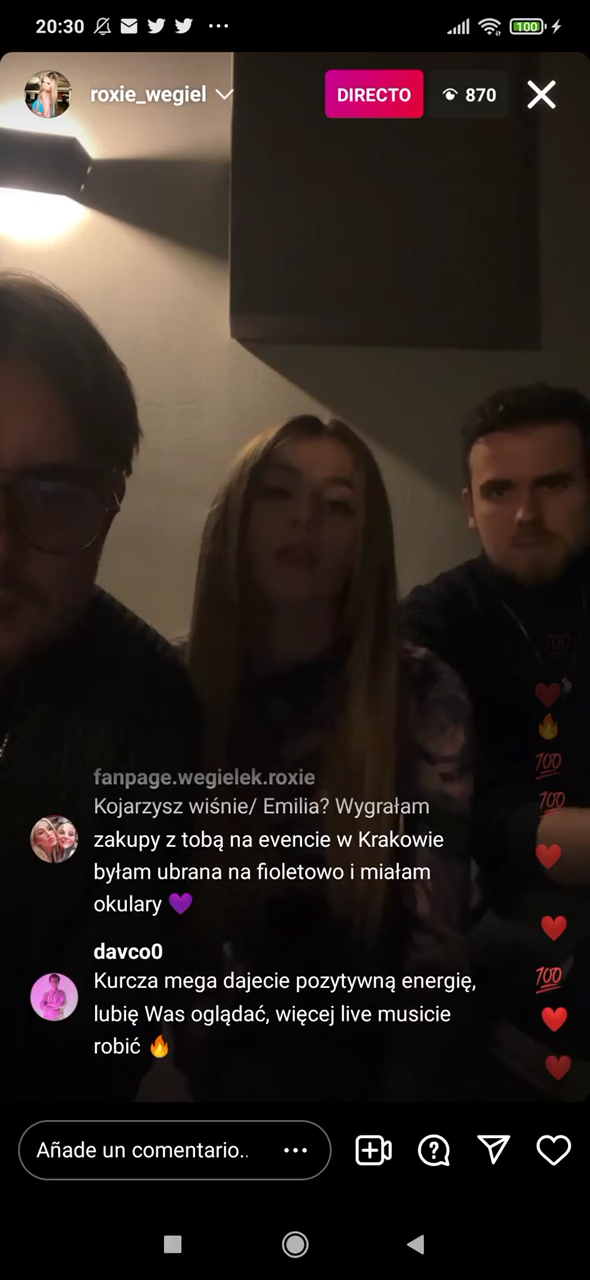 20:30
100
roxie_wegiel
DIRECTO
870
fanpage.wegielek.roxie
Kojarzysz wiśnie/ Emilia? Wygrałam
zakupy z tobą na evencie w Krakowie
byłam ubrana na fioletowo i miałam
okulary 💜
davco0
Kurcza mega dajecie pozytywną energię,
lubię Was oglądać, więcej live musicie
robić 🔥
Añade un comentario..